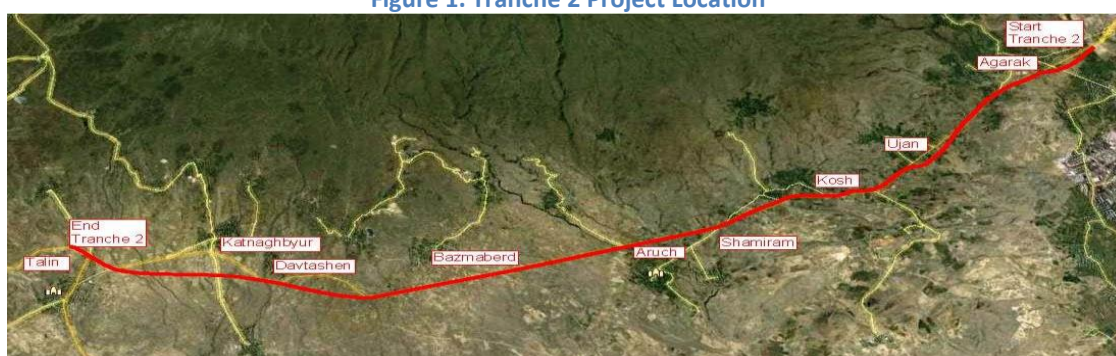 Figure 1: Tranche 2 Project Location
Start
Tranche 2
Agarak
Ujan
Kosh
Shamiram
Aruch
Bazmaberd
Davtashen
Katnaghbyur
End
Tranche 2
Talin